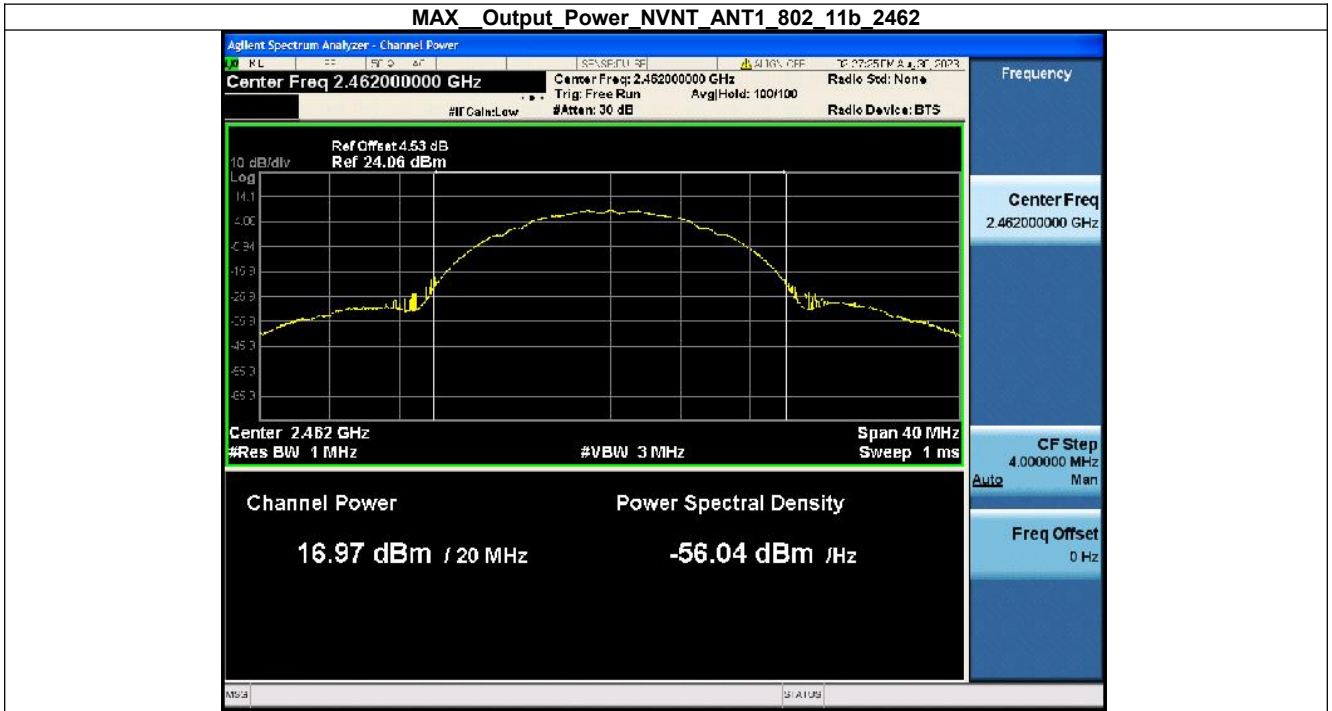 MAX__Output_Power_NVNT_ANT1_802_11b_2462
Agilent Spectrum Analyzer - Channel Power
Center Freq 2.462000000 GHz
Center Freq: 2.462000000 GHz
Radio Std: None
Trig: Free Run Avg|Hold: 100/100
#IFGain:Low #Atten: 30 dB
Radio Device: BTS
Frequency
Ref Offset 4.53 dB
10 dB/div Ref 24.06 dBm
Log
14.1
Center 2.462 GHz Span 40 MHz
#Res BW 1 MHz #VBW 3 MHz Sweep 1 ms
Channel Power Power Spectral Density
16.97 dBm / 20 MHz -56.04 dBm /Hz
Center Freq
2.462000000 GHz
CF Step
4.000000 MHz
Auto Man
Freq Offset
0 Hz
MSG STATUS